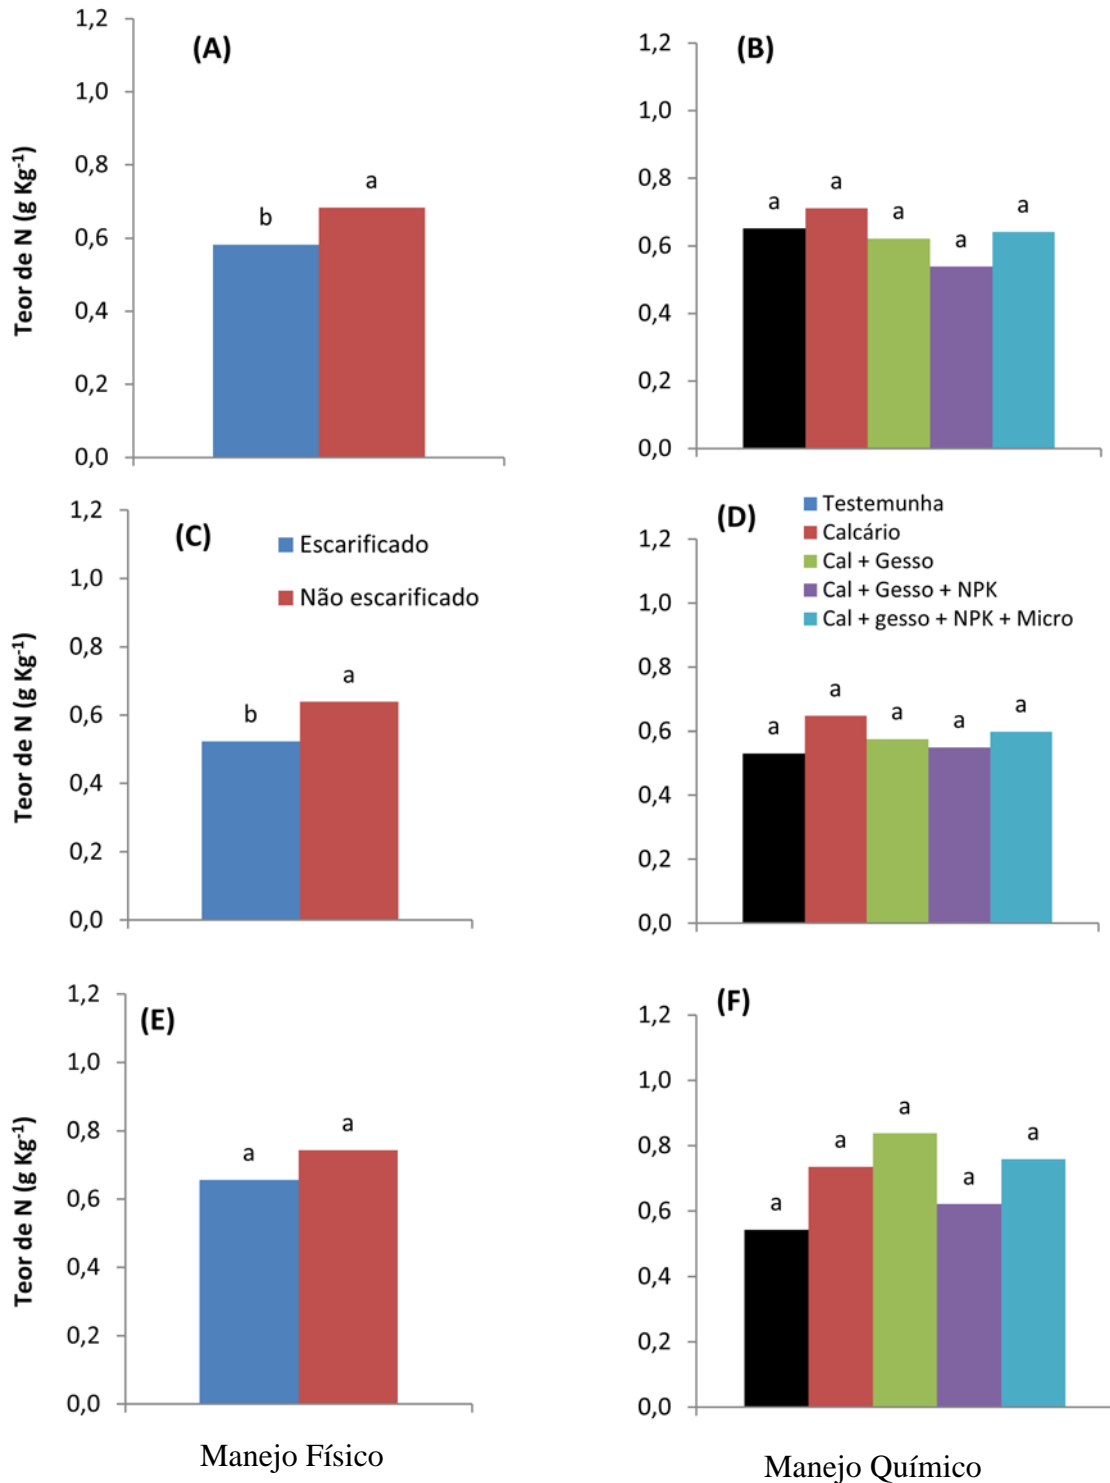 (A)
Teor de N (g Kg-1)
1,2
1,0
0,8
0,6
0,4
0,2
0,0
b
a
(B)
1,2
1,0
0,8
0,6
0,4
0,2
0,0
a
a
a
a
a
(C)
Teor de N (g Kg-1)
1,2
1,0
0,8
0,6
0,4
0,2
0,0
Escarificado
Não escarificado
b
a
(D)
1,2
1,0
0,8
0,6
0,4
0,2
0,0
Testemunha
Calcário
Cal + Gesso
Cal + Gesso + NPK
Cal + gesso + NPK + Micro
a
a
a
a
a
(E)
Teor de N (g Kg-1)
1,2
1,0
0,8
0,6
0,4
0,2
0,0
a
a
Manejo Físico
(F)
1,2
1,0
0,8
0,6
0,4
0,2
0,0
a
a
a
a
a
Manejo Químico